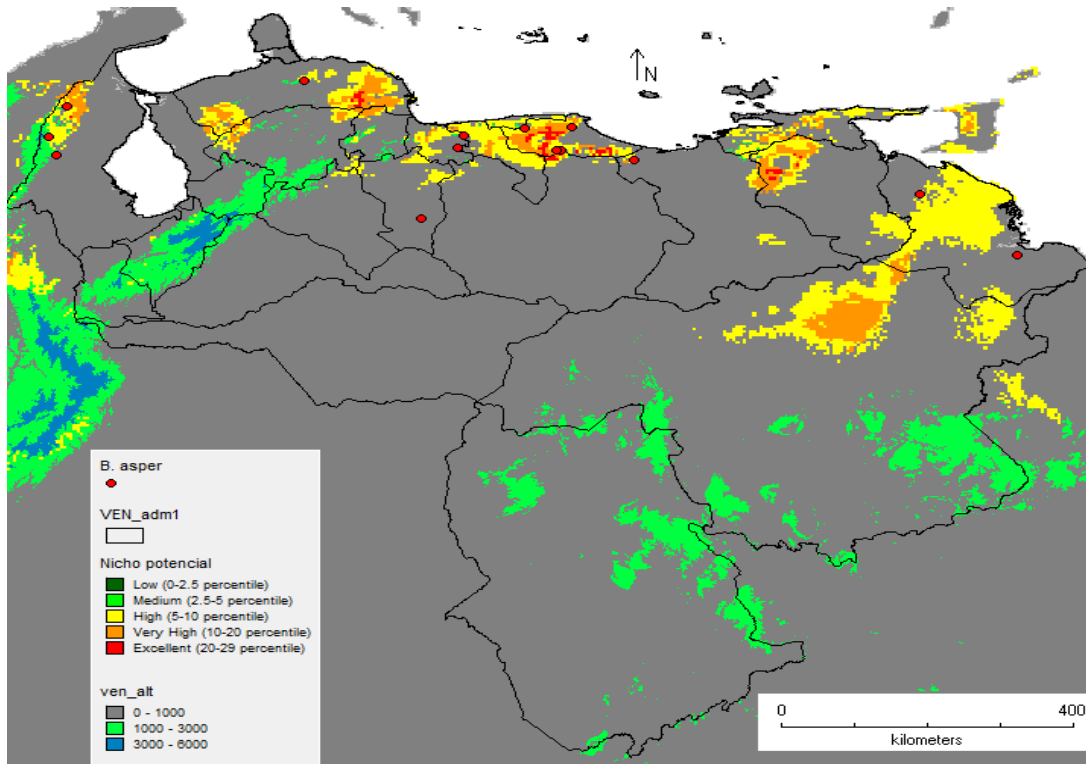 N
B. asper
VEN_adm1
Nicho potencial
Low (0-2.5 percentile)
Medium (2.5-5 percentile)
High (5-10 percentile)
Very High (10-20 percentile)
Excellent (20-29 percentile)
ven_alt
0 - 1000
1000 - 3000
3000 - 6000
0 400
kilometers